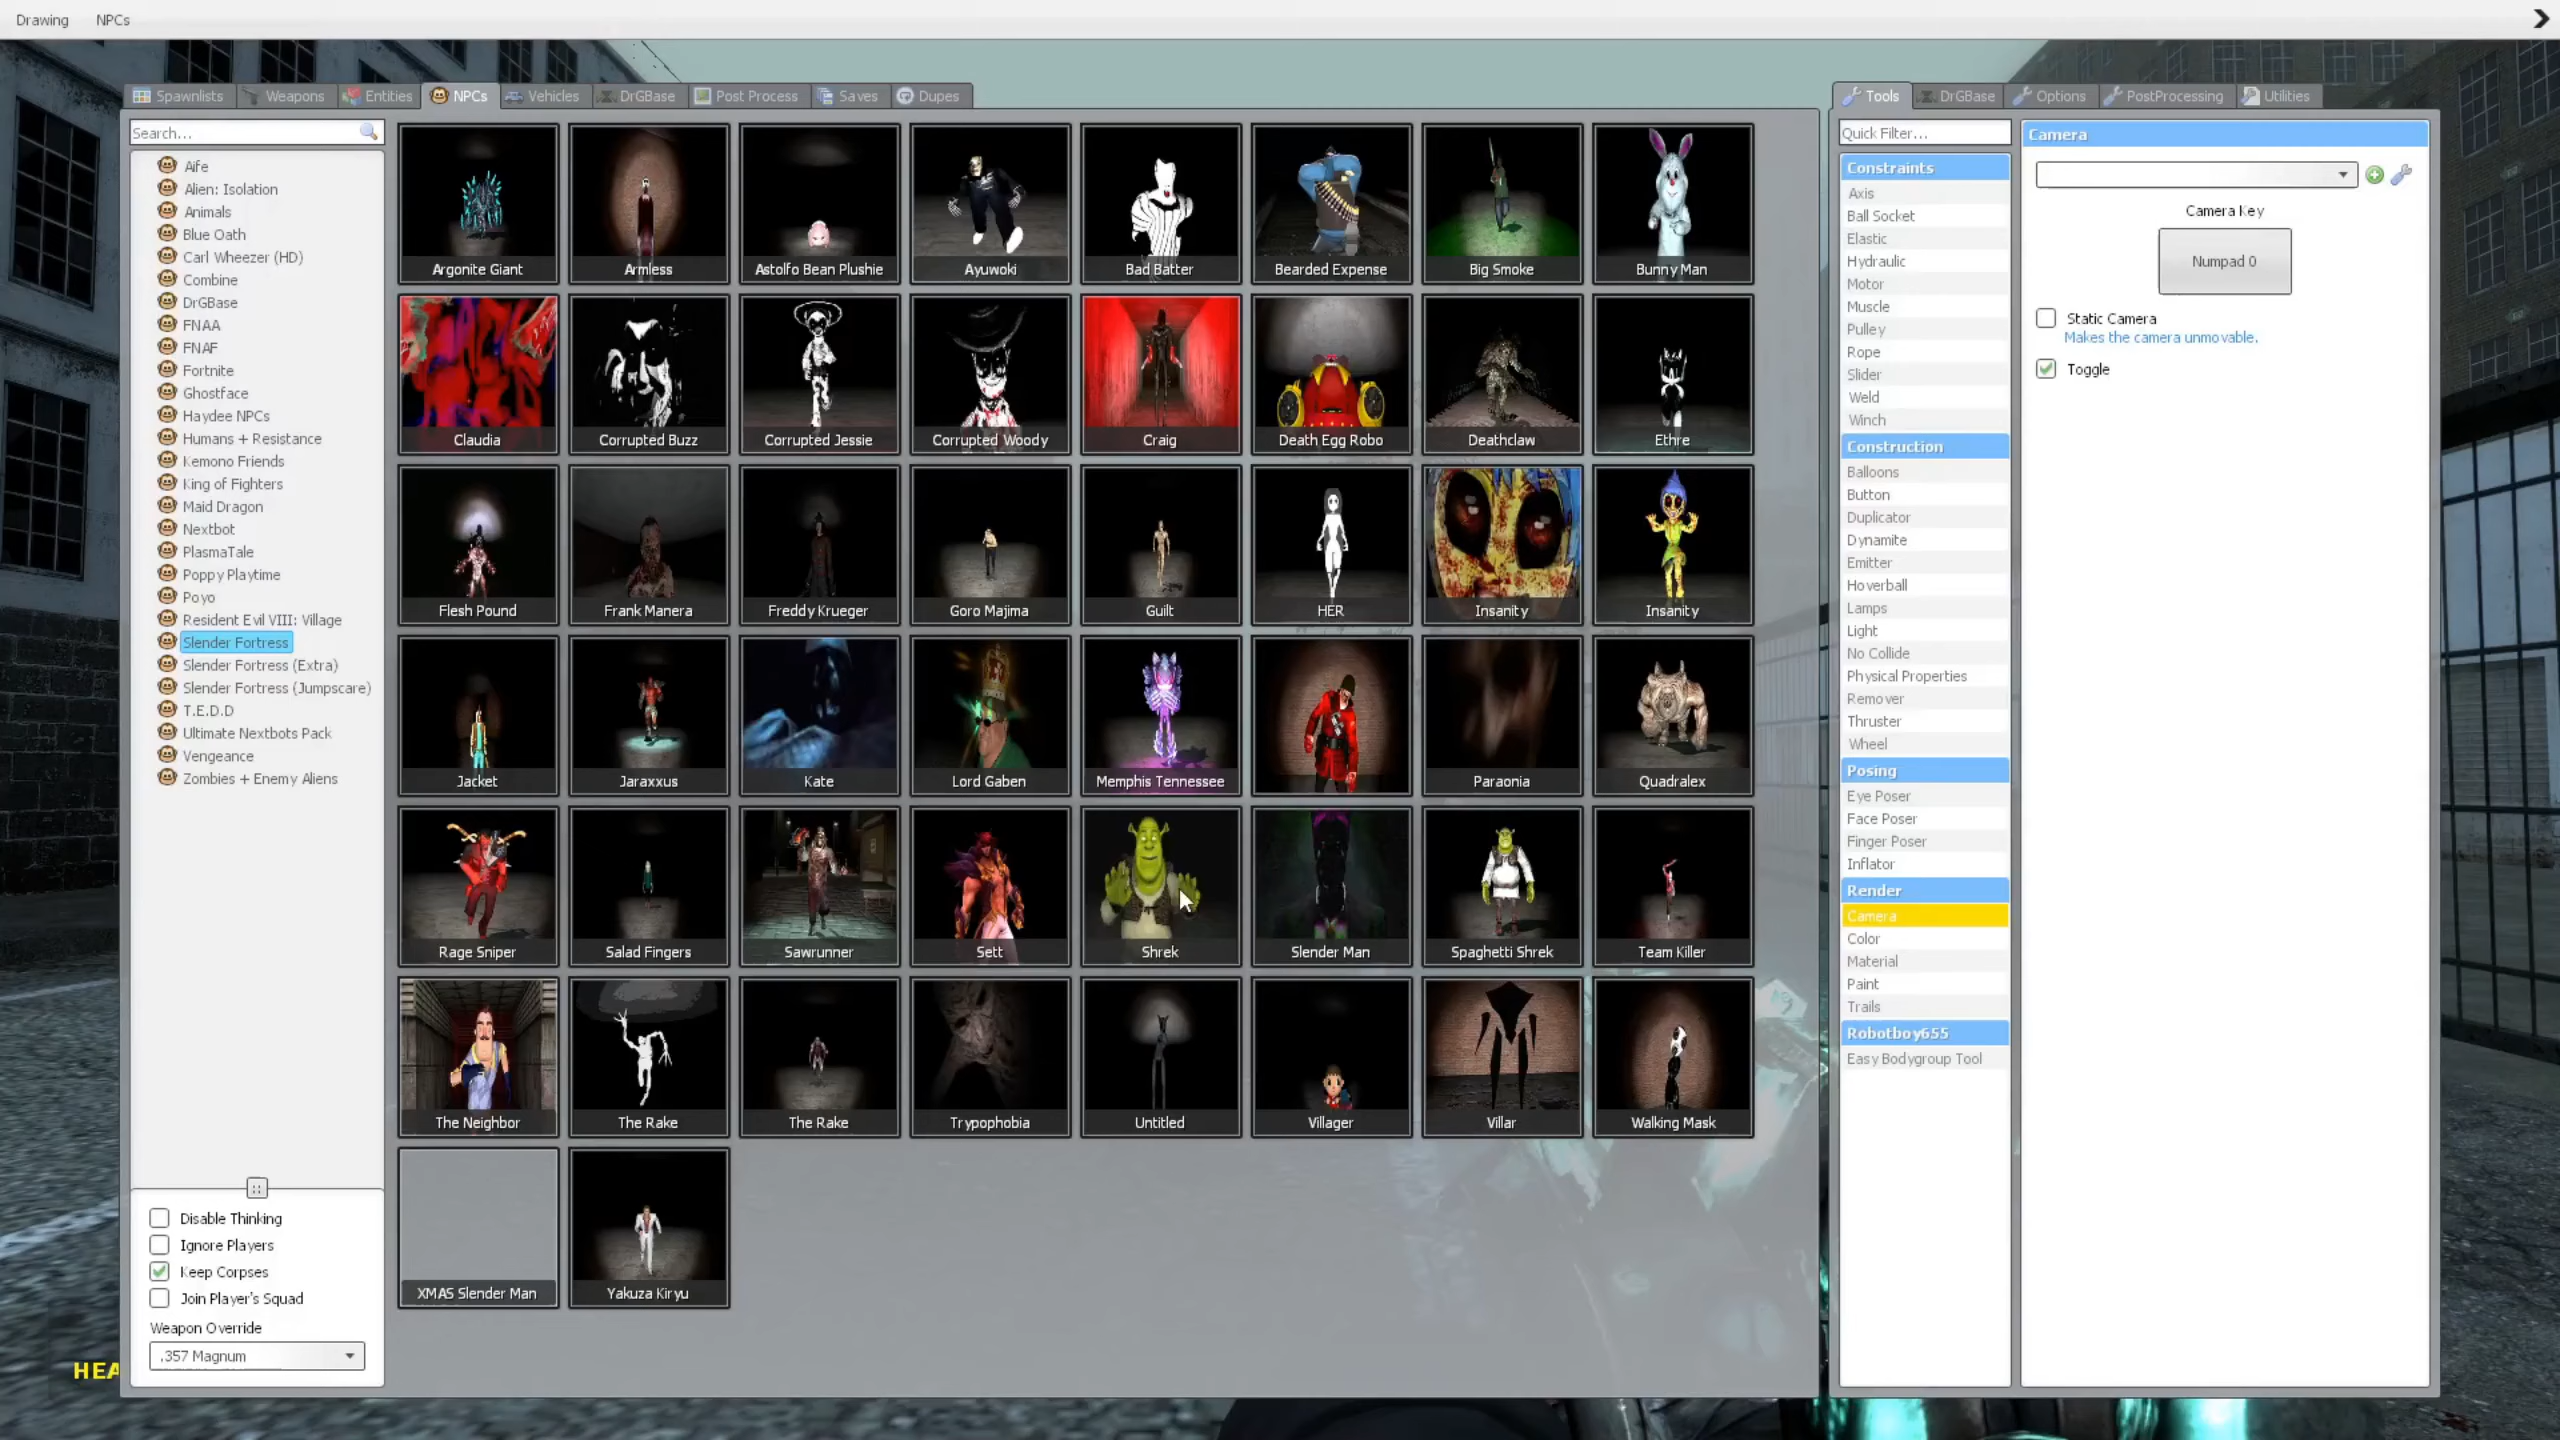 Drawing NPCs
Spawnlists Weapons Entities NPCs Vehicles DrGBase Post Process Saves Dupes
Search...
Aife
Alien: Isolation
Animals
Blue Oath
Carl Wheezer (HD)
Combine
DrGBase
FNAA
FNAF
Fortnite
Ghostface
Haydee NPCs
Humans + Resistance
Kemono Friends
King of Fighters
Maid Dragon
Nextbot
PlasmaTale
Poppy Playtime
Poyo
Resident Evil VIII: Village
Slender Fortress
Slender Fortress (Extra)
Slender Fortress (Jumpscare)
T.E.D.D
Ultimate Nextbots Pack
Vengeance
Zombies + Enemy Aliens
Disable Thinking
Ignore Players
Keep Corpses
Join Player's Squad
Weapon Override
.357 Magnum
HEA
Argonite Giant Armless Astolfo Bean Plushie Ayuwoki Bad Batter Bearded Expense Big Smoke Bunny Man
Claudia Corrupted Buzz Corrupted Jessie Corrupted Woody Craig Death Egg Robo Deathclaw Ethre
Flesh Pound Frank Manera Freddy Krueger Goro Majima Guilt HER Insanity Insanity
Jacket Jaraxxus Kate Lord Gaben Memphis Tennessee Paraonia Quadralex
Rage Sniper Salad Fingers Sawrunner Sett Shrek Slender Man Spaghetti Shrek Team Killer
The Neighbor The Rake The Rake Trypophobia Untitled Villager Villar Walking Mask
XMAS Slender Man Yakuza Kiryu
Tools DrGBase Options PostProcessing Utilities
Quick Filter...
Constraints
Axis
Ball Socket
Elastic
Hydraulic
Motor
Muscle
Pulley
Rope
Slider
Weld
Winch
Construction
Balloons
Button
Duplicator
Dynamite
Emitter
Hoverball
Lamps
Light
No Collide
Physical Properties
Remover
Thruster
Wheel
Posing
Eye Poser
Face Poser
Finger Poser
Inflator
Render
Camera
Color
Material
Paint
Trails
Robotboy655
Easy Bodygroup Tool
Camera
Camera Key
Numpad 0
Static Camera
Makes the camera unmovable.
Toggle